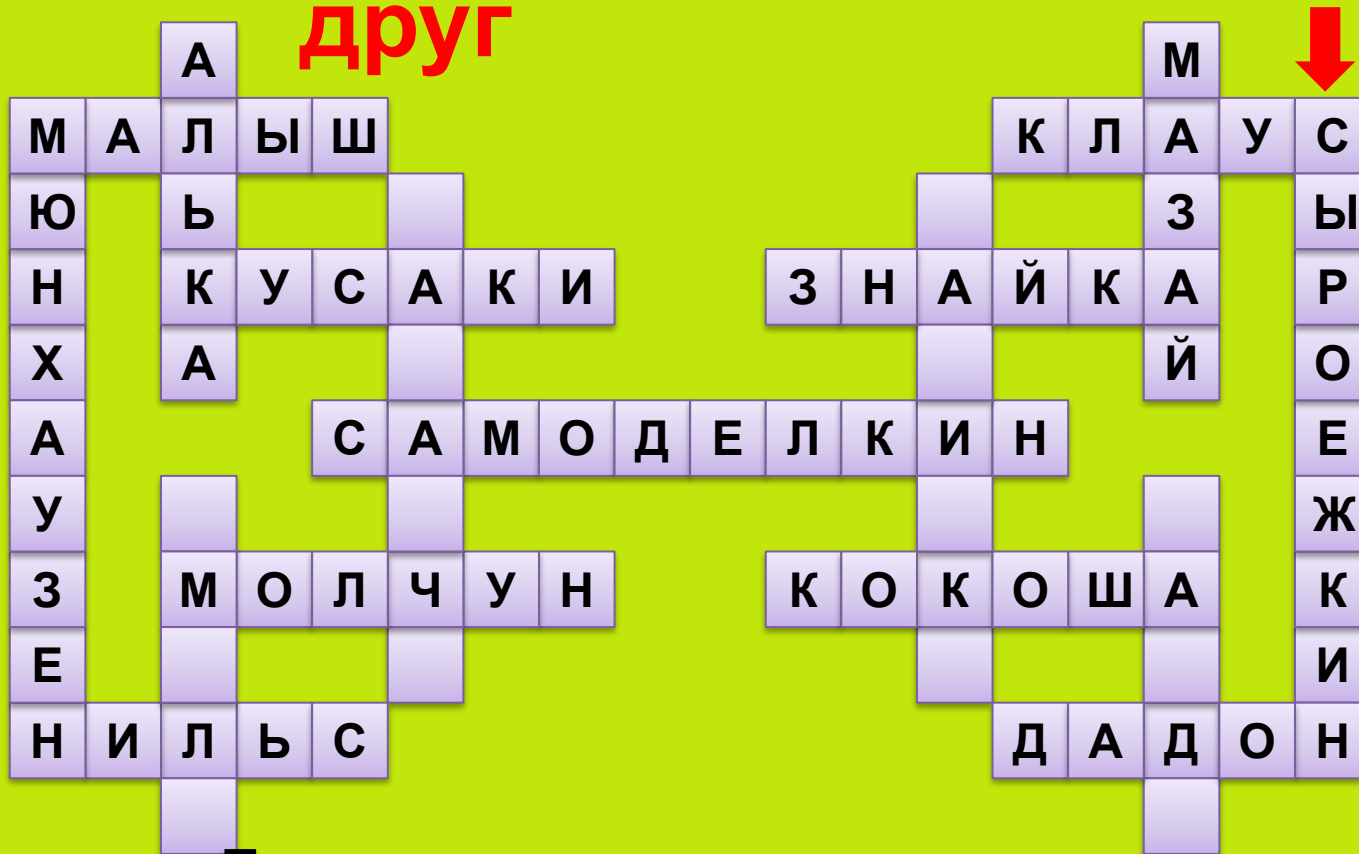 друг
А М
МАЛЫШ КЛАУС
Ю Ь З Ы
Н КУСАКИ ЗНАЙКА Р
Х А Й О
А САМОДЕЛКИН Е
У Ж
З МОЛЧУН КОКОША К
Е И
НИЛЬС ДАДОН